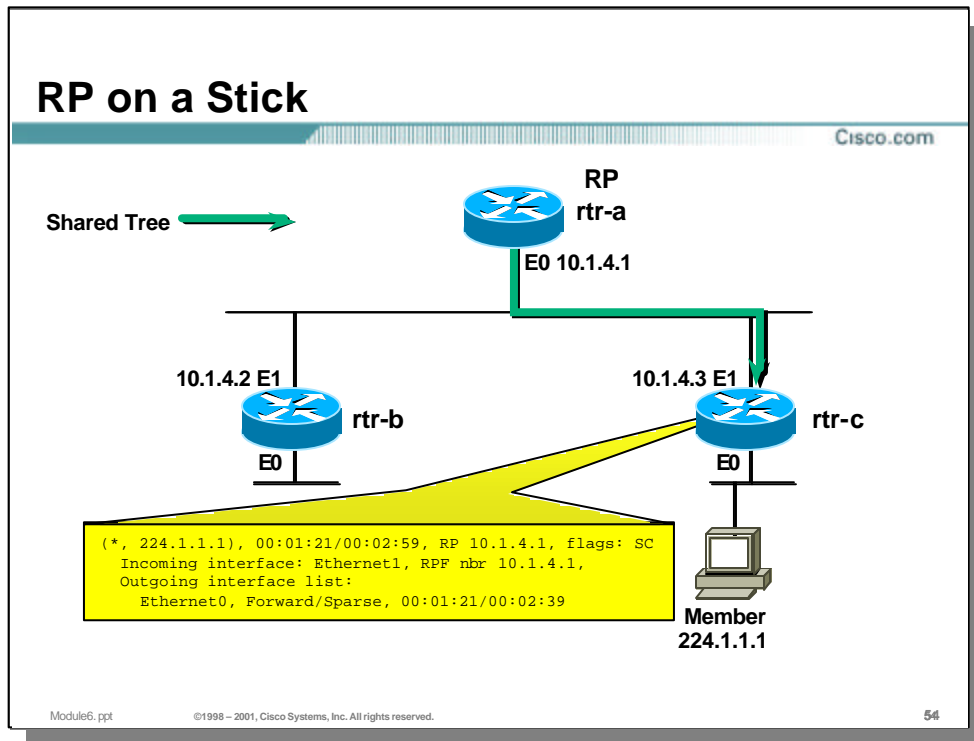 RP on a Stick
Cisco.com
RP
rtr-a
Shared Tree
E0 10.1.4.1
10.1.4.2 E1
10.1.4.3 E1
rtr-b
rtr-c
E0
E0
(*, 224.1.1.1), 00:01:21/00:02:59, RP 10.1.4.1, flags: SC
Incoming interface: Ethernet1, RPF nbr 10.1.4.1,
Outgoing interface list:
Ethernet0, Forward/Sparse, 00:01:21/00:02:39
Member
224.1.1.1
Module6.ppt
©1998 – 2001, Cisco Systems, Inc. All rights reserved.
54